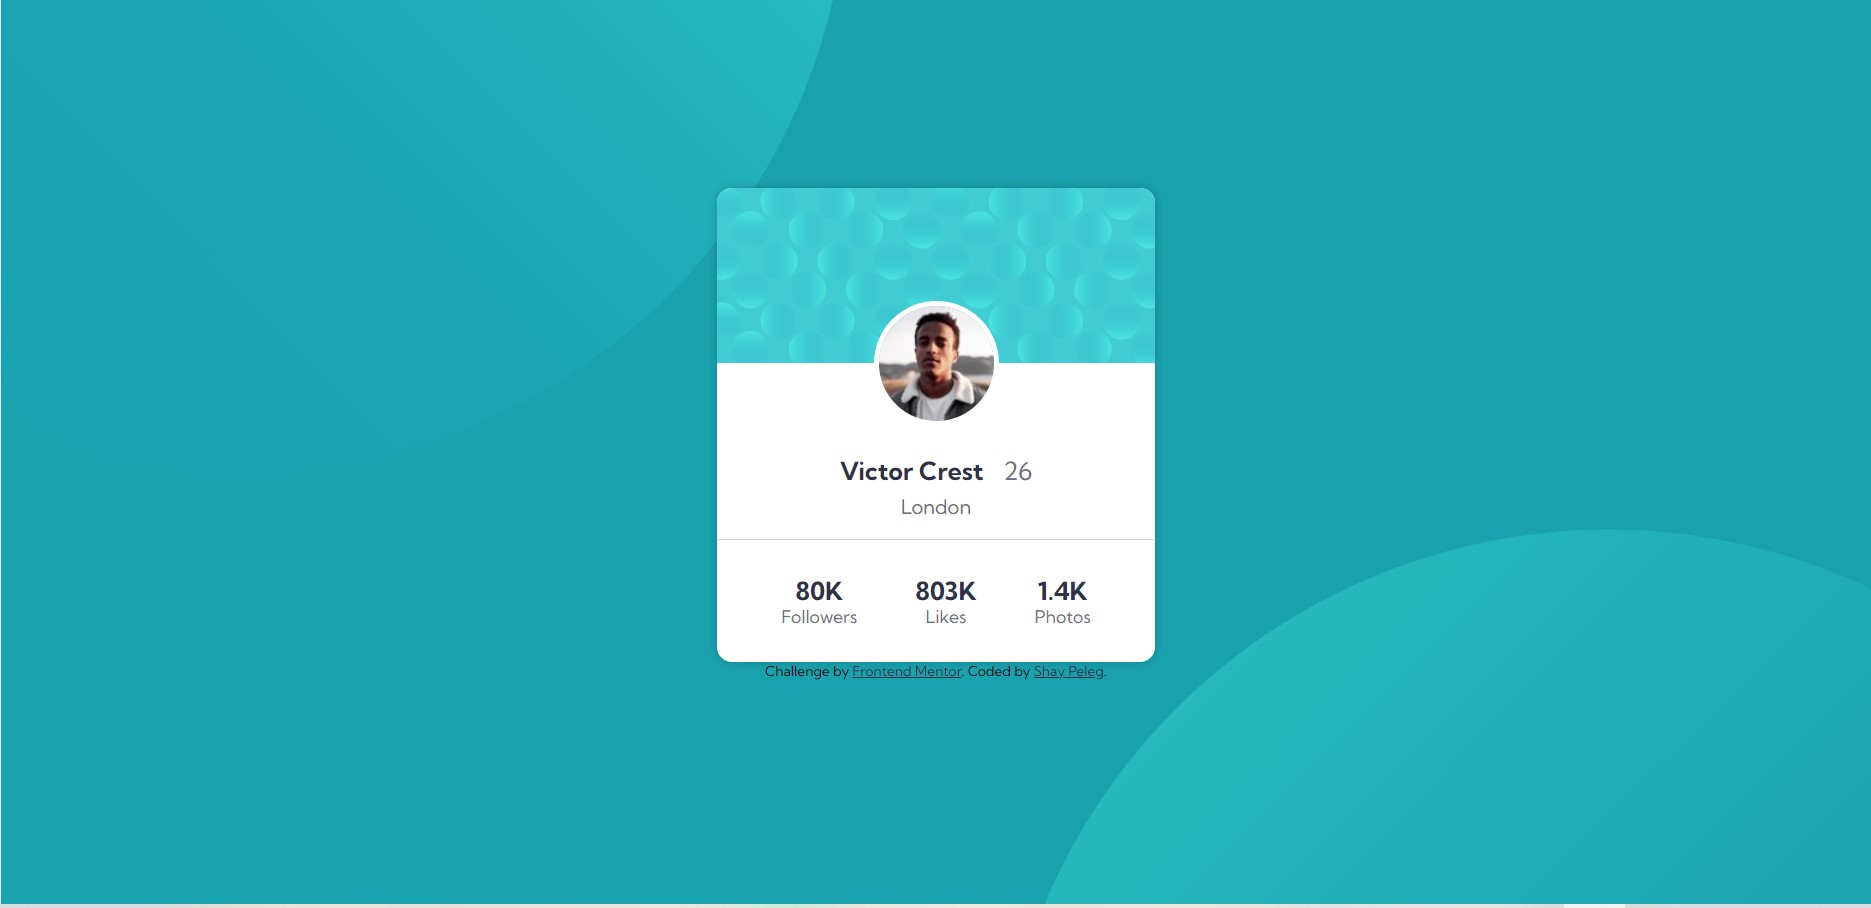 Victor Crest 26
London
80K 803K 1.4K
Followers Likes Photos
Challenge by Frontend Mentor. Coded by Shay Peleg.